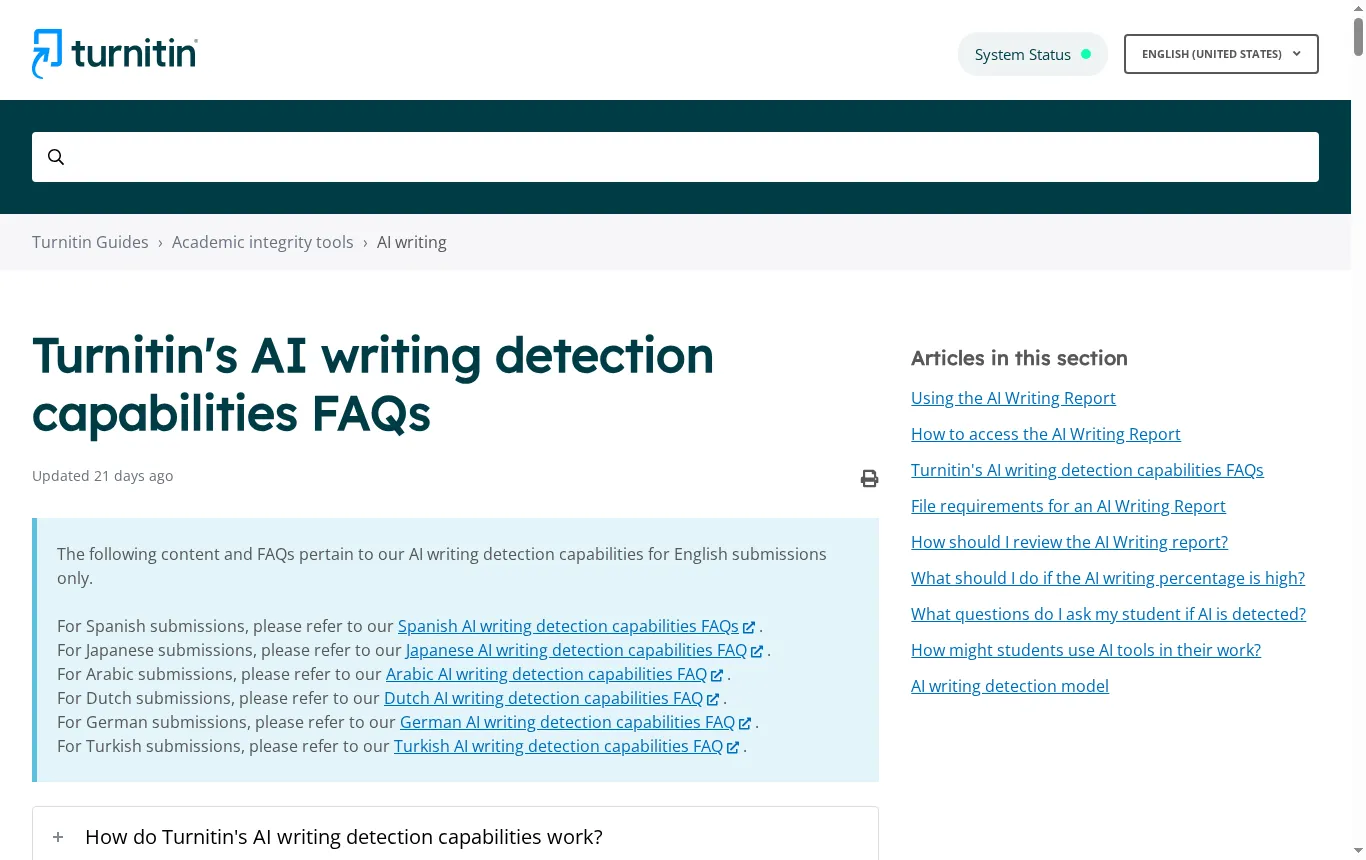 turnitin
System Status
ENGLISH (UNITED STATES)
Turnitin Guides › Academic integrity tools › AI writing
Turnitin's AI writing detection
capabilities FAQs
Updated 21 days ago
The following content and FAQs pertain to our AI writing detection capabilities for English submissions
only.
For Spanish submissions, please refer to our Spanish AI writing detection capabilities FAQs .
For Japanese submissions, please refer to our Japanese AI writing detection capabilities FAQ .
For Arabic submissions, please refer to our Arabic AI writing detection capabilities FAQ .
For Dutch submissions, please refer to our Dutch AI writing detection capabilities FAQ .
For German submissions, please refer to our German AI writing detection capabilities FAQ .
For Turkish submissions, please refer to our Turkish AI writing detection capabilities FAQ .
+ How do Turnitin's AI writing detection capabilities work?
Articles in this section
Using the AI Writing Report
How to access the AI Writing Report
Turnitin's AI writing detection capabilities FAQs
File requirements for an AI Writing Report
How should I review the AI Writing report?
What should I do if the AI writing percentage is high?
What questions do I ask my student if AI is detected?
How might students use AI tools in their work?
AI writing detection model